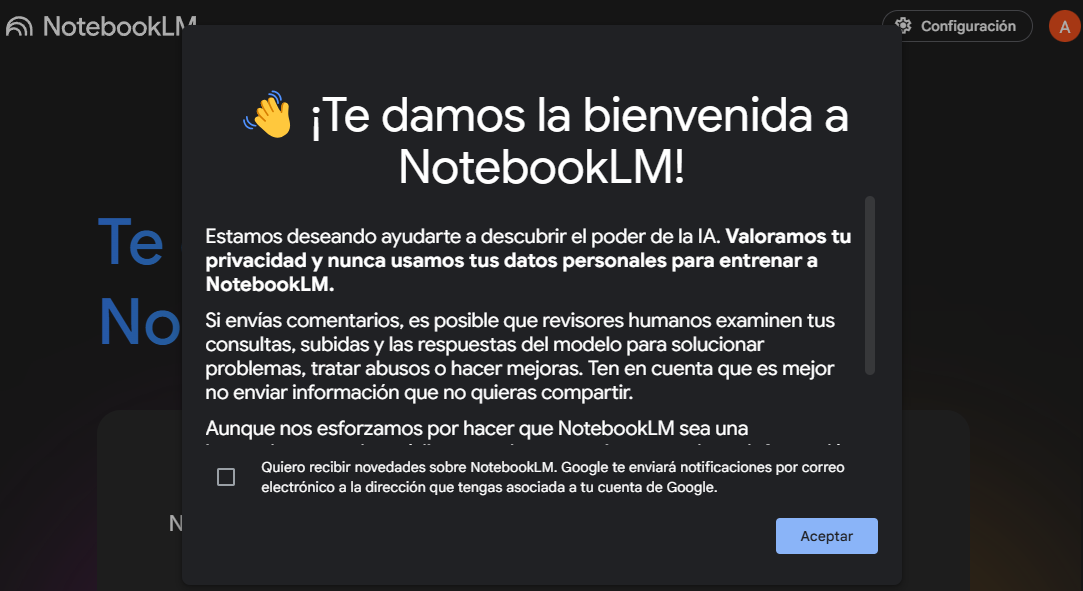 NotebookLM
Configuración
A
¡Te damos la bienvenida a
NotebookLM!
Te
No
Estamos deseando ayudarte a descubrir el poder de la IA. Valoramos tu
privacidad y nunca usamos tus datos personales para entrenar a
NotebookLM.
Si envías comentarios, es posible que revisores humanos examinen tus
consultas, subidas y las respuestas del modelo para solucionar
problemas, tratar abusos o hacer mejoras. Ten en cuenta que es mejor
no enviar información que no quieras compartir.
Aunque nos esforzamos por hacer que NotebookLM sea una
Quiero recibir novedades sobre NotebookLM. Google te enviará notificaciones por correo
electrónico a la dirección que tengas asociada a tu cuenta de Google.
N
Aceptar